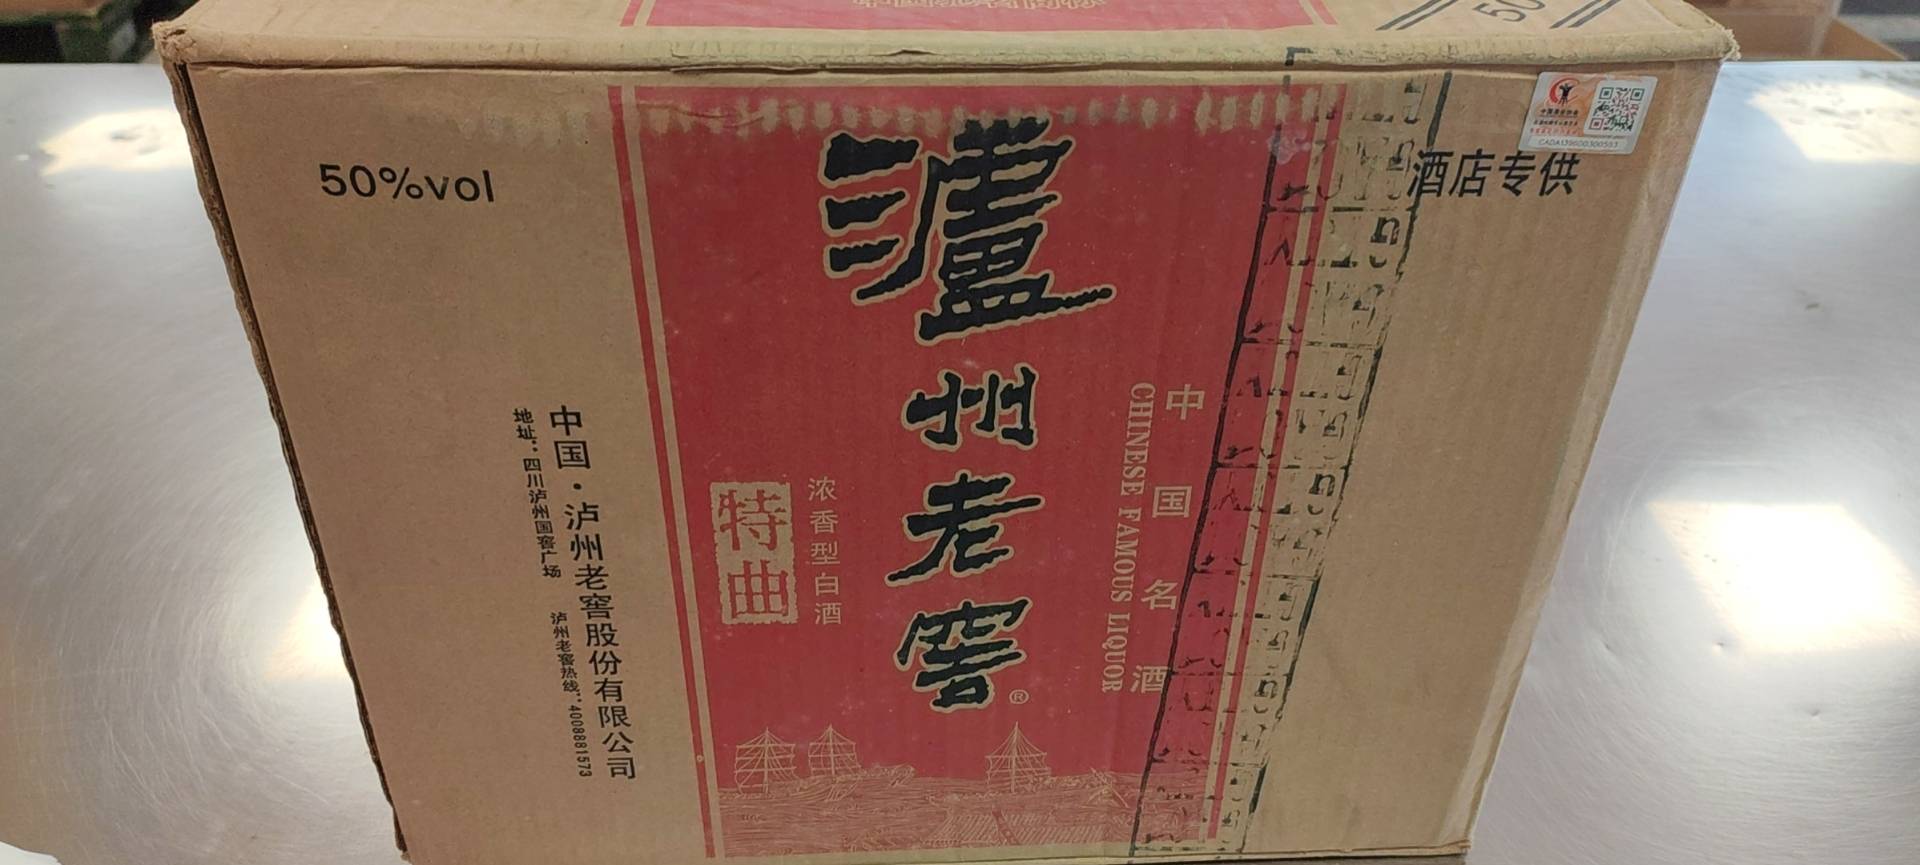 50%vol
酒店专供
泸州老窖®
中国名酒
CHINESE FAMOUS LIQUOR
浓香型白酒
特曲
中国·泸州老窖股份有限公司
地址:四川泸州国窖广场 泸州老窖热线:4008881573